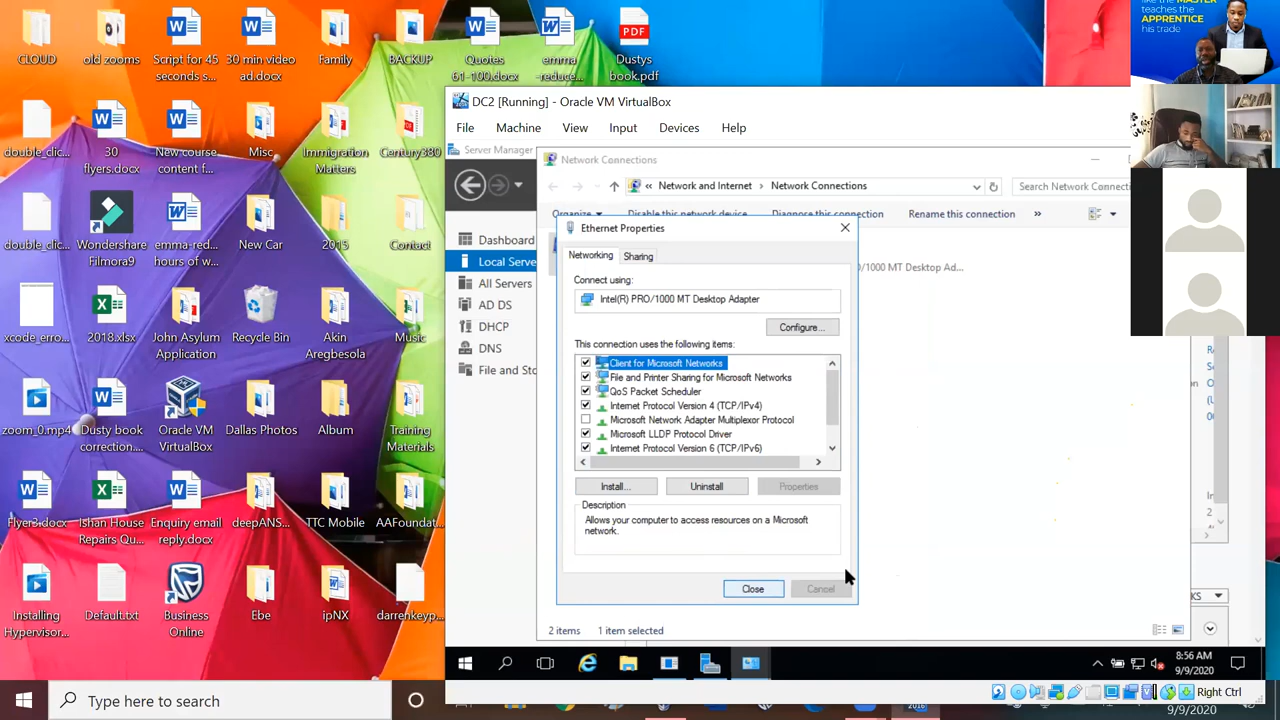 like the MASTER
teaches the
APPRENTICE
his trade
CLOUD
old zooms
Script for 45
seconds s...
30 min video
ad.docx
Family
BACKUP
Quotes
61-100.docx
emma
-reduce...
Dustys
book.pdf
double_clic...
30
flyers.docx
New course
content f...
Misc
Immigration
Matters
Century380
double_clic...
Wondershare
Filmora9
emma-red...
hours of w...
New Car
2015
Contact
xcode_erro...
2018.xlsx
John Asylum
Application
Recycle Bin
Akin
Aregbesola
Music
zoom_0.mp4
Dusty book
correction....
Oracle VM
VirtualBox
Dallas Photos
Album
Training
Materials
Flyer3.docx
Ishan House
Repairs Qu...
Enquiry email
reply.docx
deepANS...
TTC Mobile
AAFoundat...
Installing
Hypervisor...
Default.txt
Business
Online
Ebe
ipNX
darrenkeyp...
DC2 [Running] - Oracle VM VirtualBox
File Machine View Input Devices Help
Server Manager
Network Connections
« Network and Internet > Network Connections
Search Network Connecti
Organize Disable this network device Diagnose this connection Rename this connection »
Dashboard
Local Serve
All Servers
AD DS
DHCP
DNS
File and Sto
O/1000 MT Desktop Ad...
Ethernet Properties
Networking Sharing
Connect using:
Intel(R) PRO/1000 MT Desktop Adapter
Configure...
This connection uses the following items:
Client for Microsoft Networks
File and Printer Sharing for Microsoft Networks
QoS Packet Scheduler
Internet Protocol Version 4 (TCP/IPv4)
Microsoft Network Adapter Multiplexor Protocol
Microsoft LLDP Protocol Driver
Internet Protocol Version 6 (TCP/IPv6)
Install... Uninstall Properties
Description
Allows your computer to access resources on a Microsoft
network.
Close Cancel
2 items 1 item selected
KS
8:56 AM
9/9/2020
Right Ctrl
Type here to search
9/9/2020